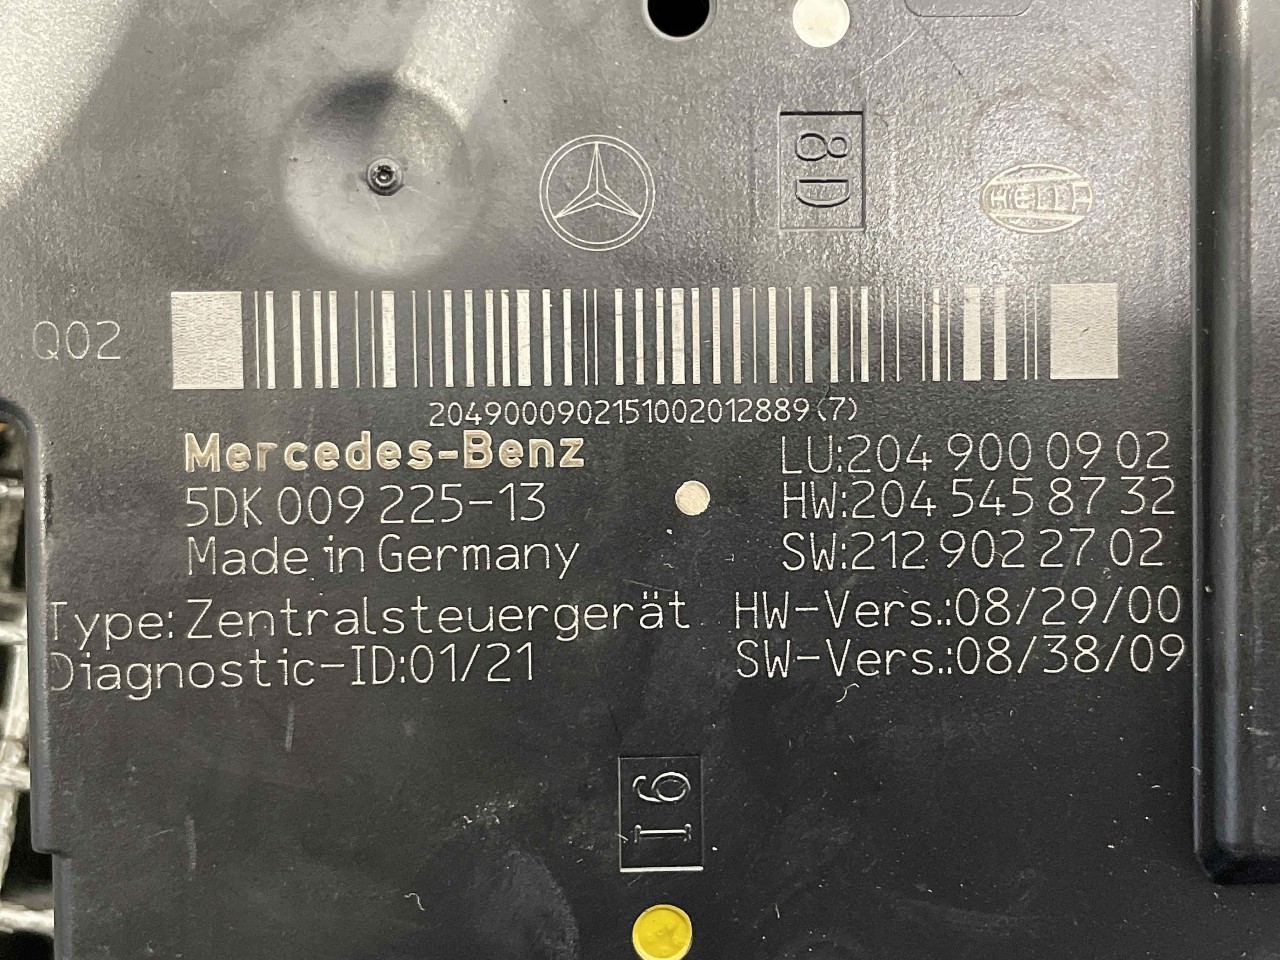 8D
HELLA
Q02
2049000902151002012889(7)
Mercedes-Benz
LU:204 900 09 02
5DK 009 225-13
HW:204 545 87 32
Made in Germany
SW:212 902 27 02
Type: Zentralsteuergerät
HW-Vers.:08/29/00
Diagnostic-ID:01/21
SW-Vers.:08/38/09
I6